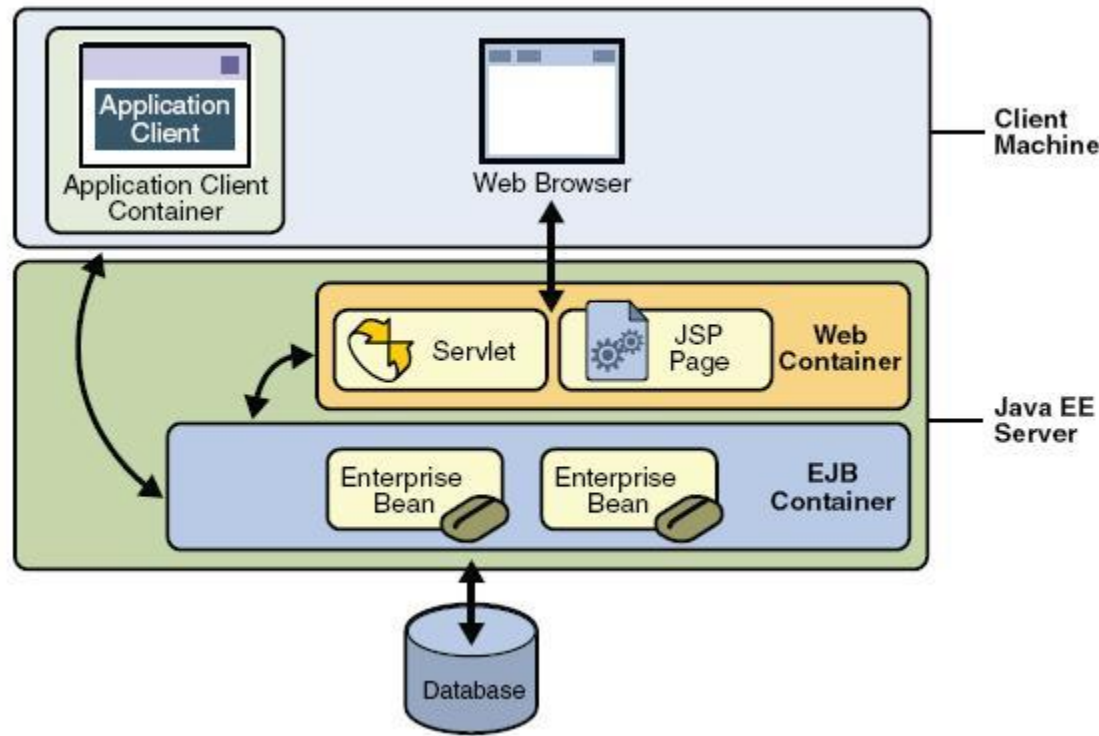 Application
Client
Application Client
Container
Web Browser
Client
Machine
Servlet
JSP
Page
Web
Container
Java EE
Server
Enterprise
Bean
Enterprise
Bean
EJB
Container
Database